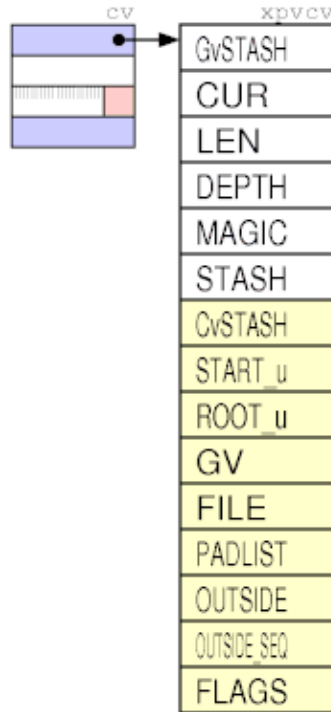 cv xpvcv
GvSTASH
CUR
LEN
DEPTH
MAGIC
STASH
CvSTASH
START_u
ROOT_u
GV
FILE
PADLIST
OUTSIDE
OUTSIDE_SEQ
FLAGS